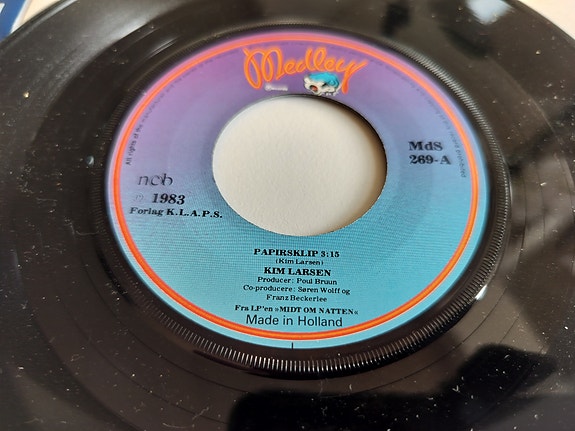 Medley
MdS
269-A
ncb
℗ 1983
Forlag K.L.A.P.S.
PAPIRSKLIP 3:15
(Kim Larsen)
KIM LARSEN
Producer: Poul Bruun
Co-producere: Søren Wolff og
Franz Beckerlee
Fra LP'en »MIDT OM NATTEN«
Made in Holland
All rights of the